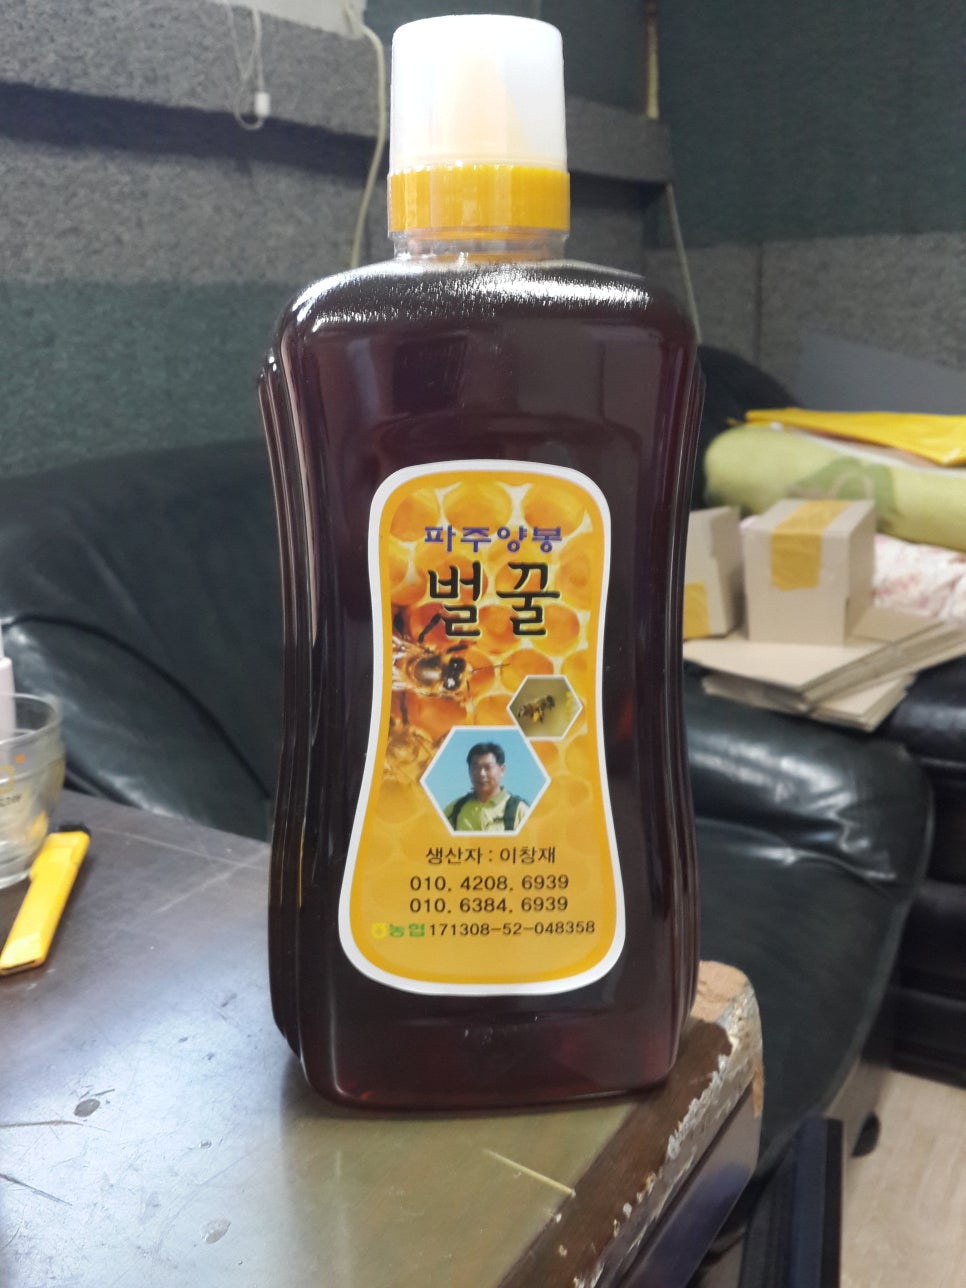 파주양봉
벌꿀
생산자 : 이창재
010. 4208. 6939
010. 6384. 6939
농협 171308-52-048358